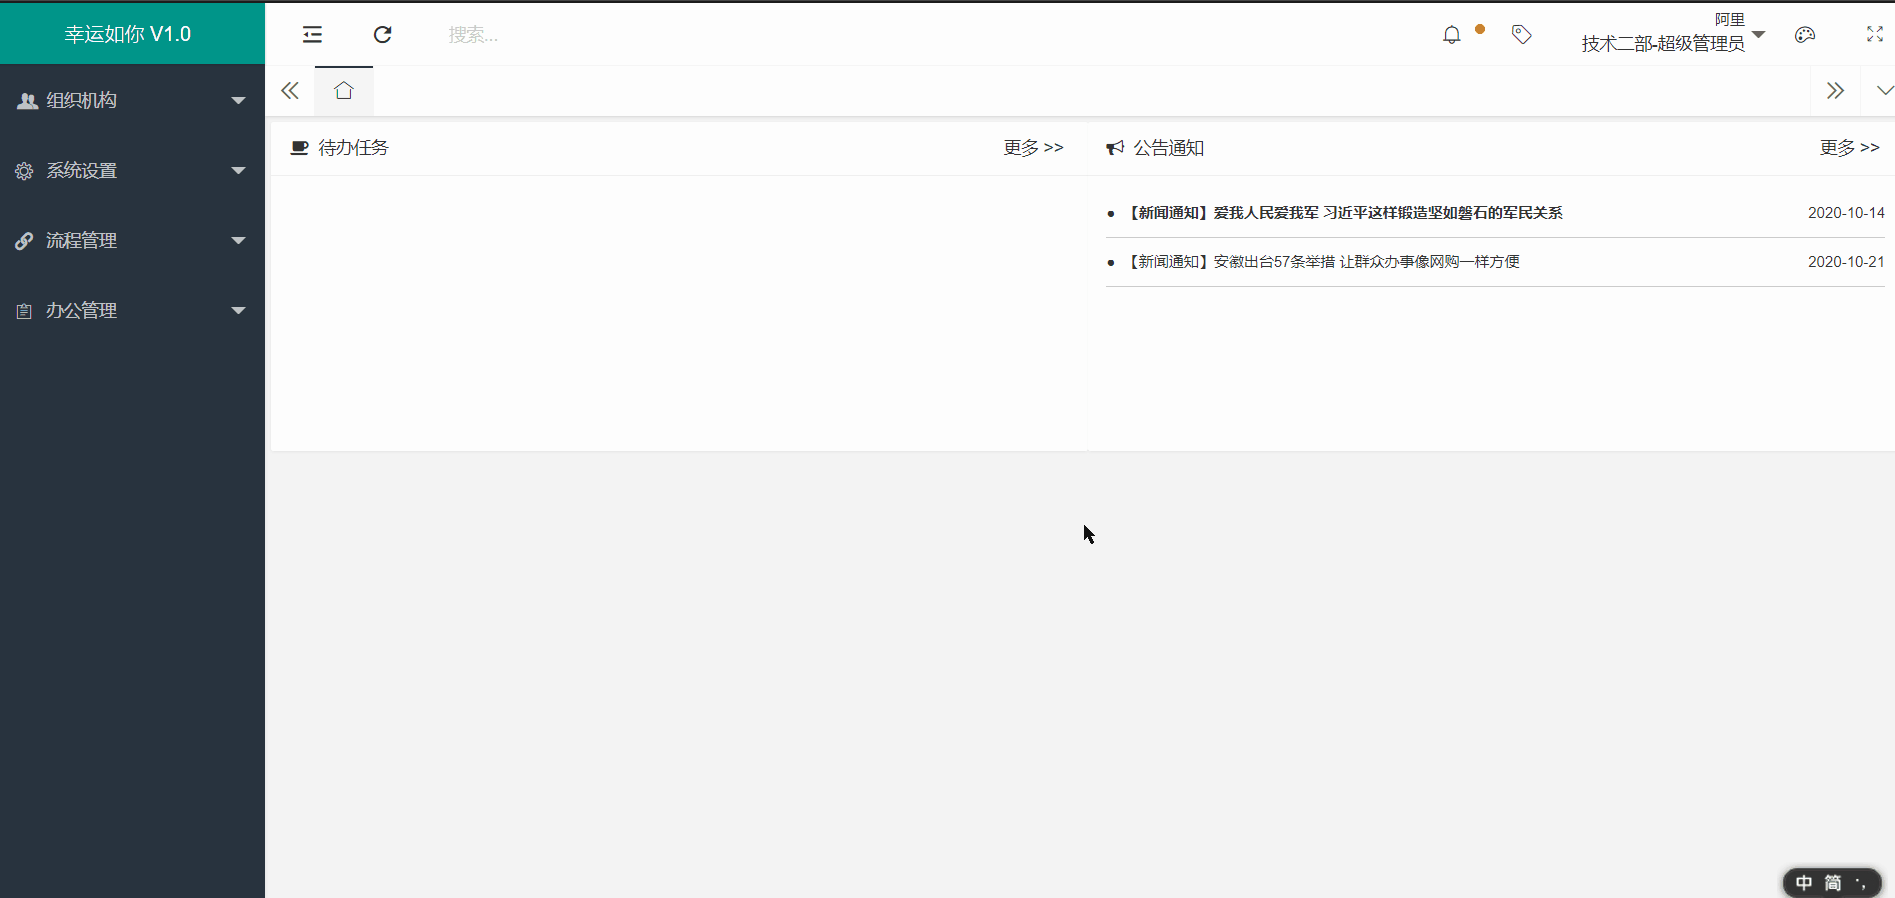 幸运如你 V1.0
搜索...
阿里
技术二部-超级管理员
组织机构
系统设置
流程管理
办公管理
待办任务
更多 >>
公告通知
更多 >>
【新闻通知】爱我人民爱我军 习近平这样锻造坚如磐石的军民关系
2020-10-14
【新闻通知】安徽出台57条举措 让群众办事像网购一样方便
2020-10-21
中 简 ·,